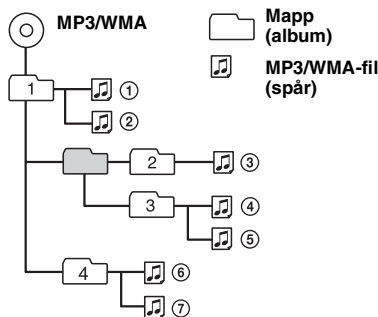 MP3/WMA
Mapp
(album)
MP3/WMA-fil
(spår)
1
①
②
2
③
3
④
⑤
4
⑥
⑦